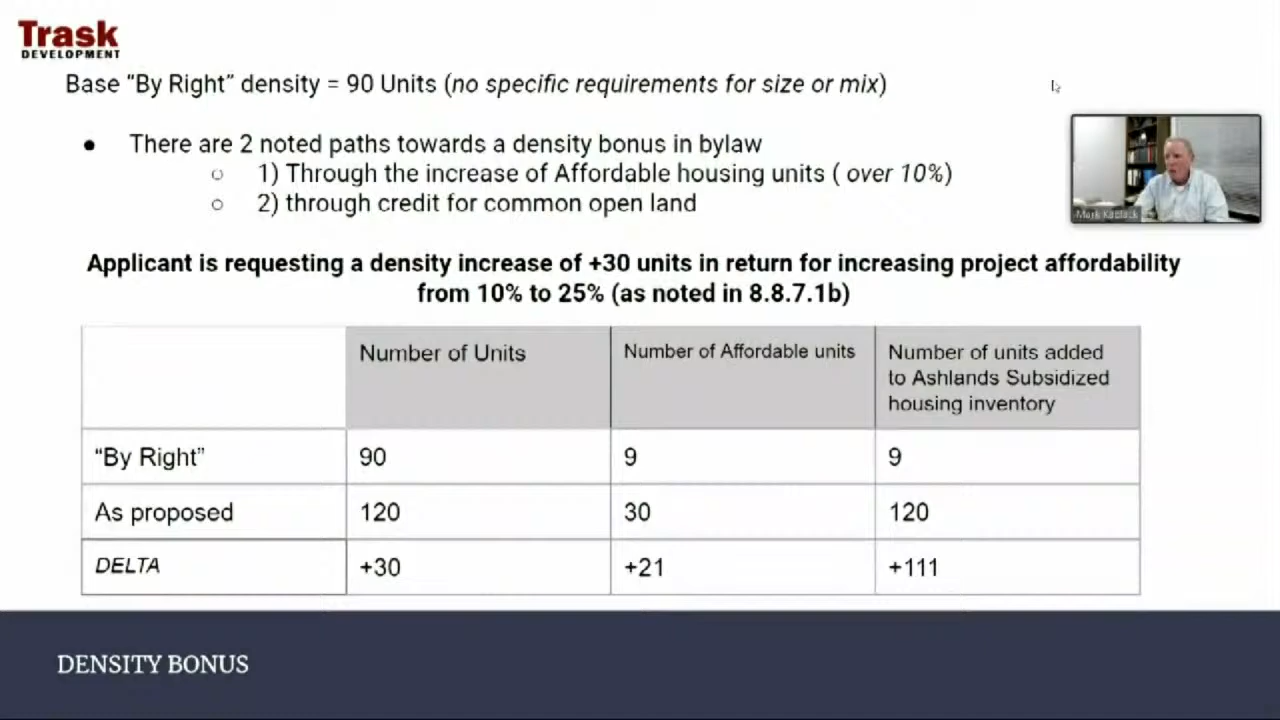 Trask
DEVELOPMENT
Base “By Right” density = 90 Units (no specific requirements for size or mix)
● There are 2 noted paths towards a density bonus in bylaw
○ 1) Through the increase of Affordable housing units ( over 10%)
○ 2) through credit for common open land
Applicant is requesting a density increase of +30 units in return for increasing project affordability
from 10% to 25% (as noted in 8.8.7.1b)
Number of Units
Number of Affordable units
Number of units added
to Ashlands Subsidized
housing inventory
“By Right” 90 9 9
As proposed 120 30 120
DELTA +30 +21 +111
DENSITY BONUS
Mark